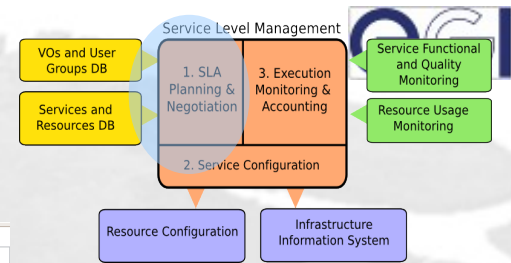 Service Level Management
VOs and User
Groups DB
Services and
Resources DB
1. SLA
Planning &
Negotiation
3. Execution
Monitoring &
Accounting
2. Service Configuration
Service Functional
and Quality
Monitoring
Resource Usage
Monitoring
Resource Configuration
Infrastructure
Information System